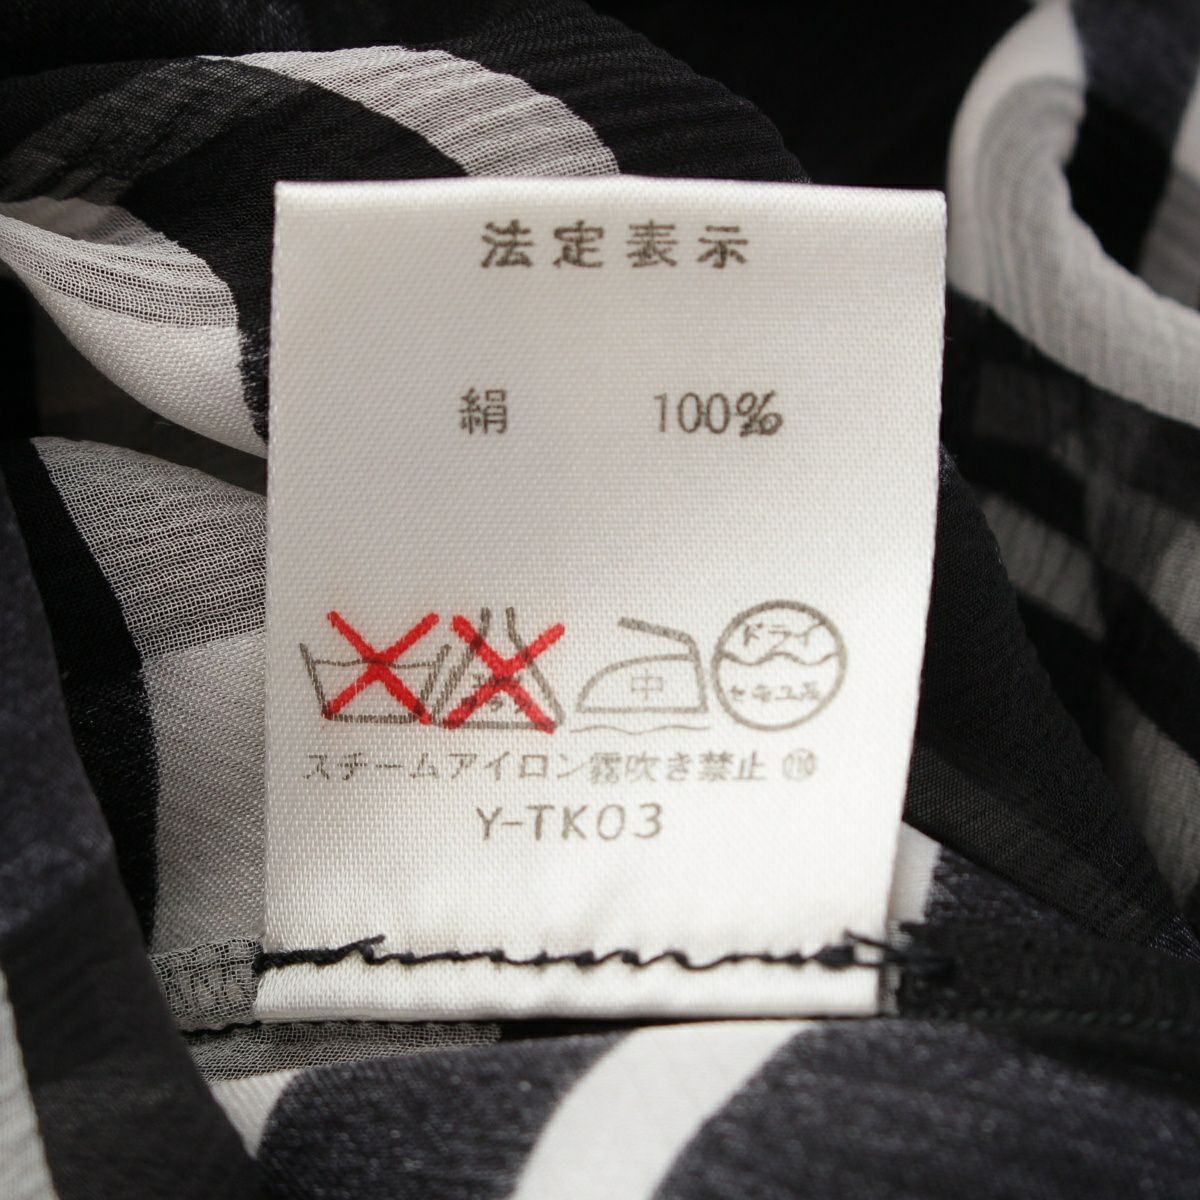 法定表示
絹 100%
中 ドライ
セキユ系
スチームアイロン霧吹き禁止
Y-TK03